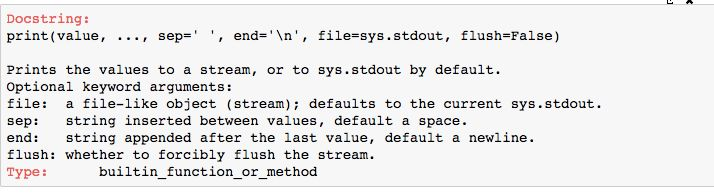 Docstring:
print(value, ..., sep=' ', end='\n', file=sys.stdout, flush=False)
Prints the values to a stream, or to sys.stdout by default.
Optional keyword arguments:
file:  a file-like object (stream); defaults to the current sys.stdout.
sep:   string inserted between values, default a space.
end:   string appended after the last value, default a newline.
flush: whether to forcibly flush the stream.
Type:      builtin_function_or_method